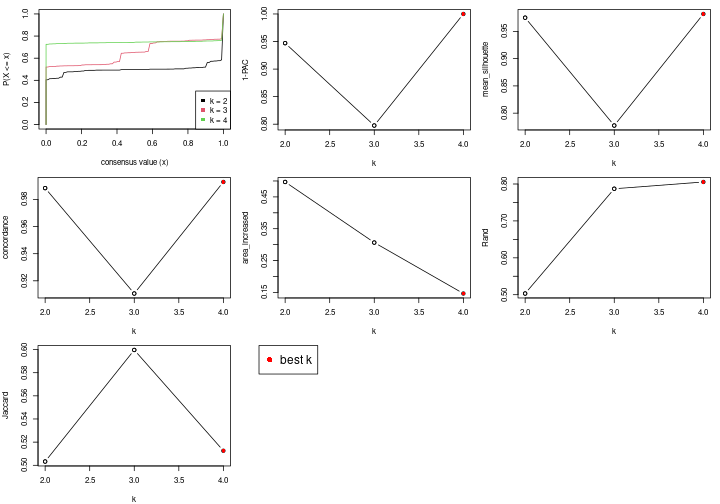 P(X <= x)
0.0 0.2 0.4 0.6 0.8 1.0
k = 2
k = 3
k = 4
0.0 0.2 0.4 0.6 0.8 1.0
consensus value (x)
1-PAC
0.80 0.85 0.90 0.95 1.00
2.0 2.5 3.0 3.5 4.0
k
mean_silhouette
0.80 0.85 0.90 0.95
2.0 2.5 3.0 3.5 4.0
k
concordance
0.92 0.94 0.96 0.98
2.0 2.5 3.0 3.5 4.0
k
area_increased
0.15 0.25 0.35 0.45
2.0 2.5 3.0 3.5 4.0
k
Rand
0.50 0.60 0.70 0.80
2.0 2.5 3.0 3.5 4.0
k
Jaccard
0.50 0.52 0.54 0.56 0.58 0.60
2.0 2.5 3.0 3.5 4.0
k
best k